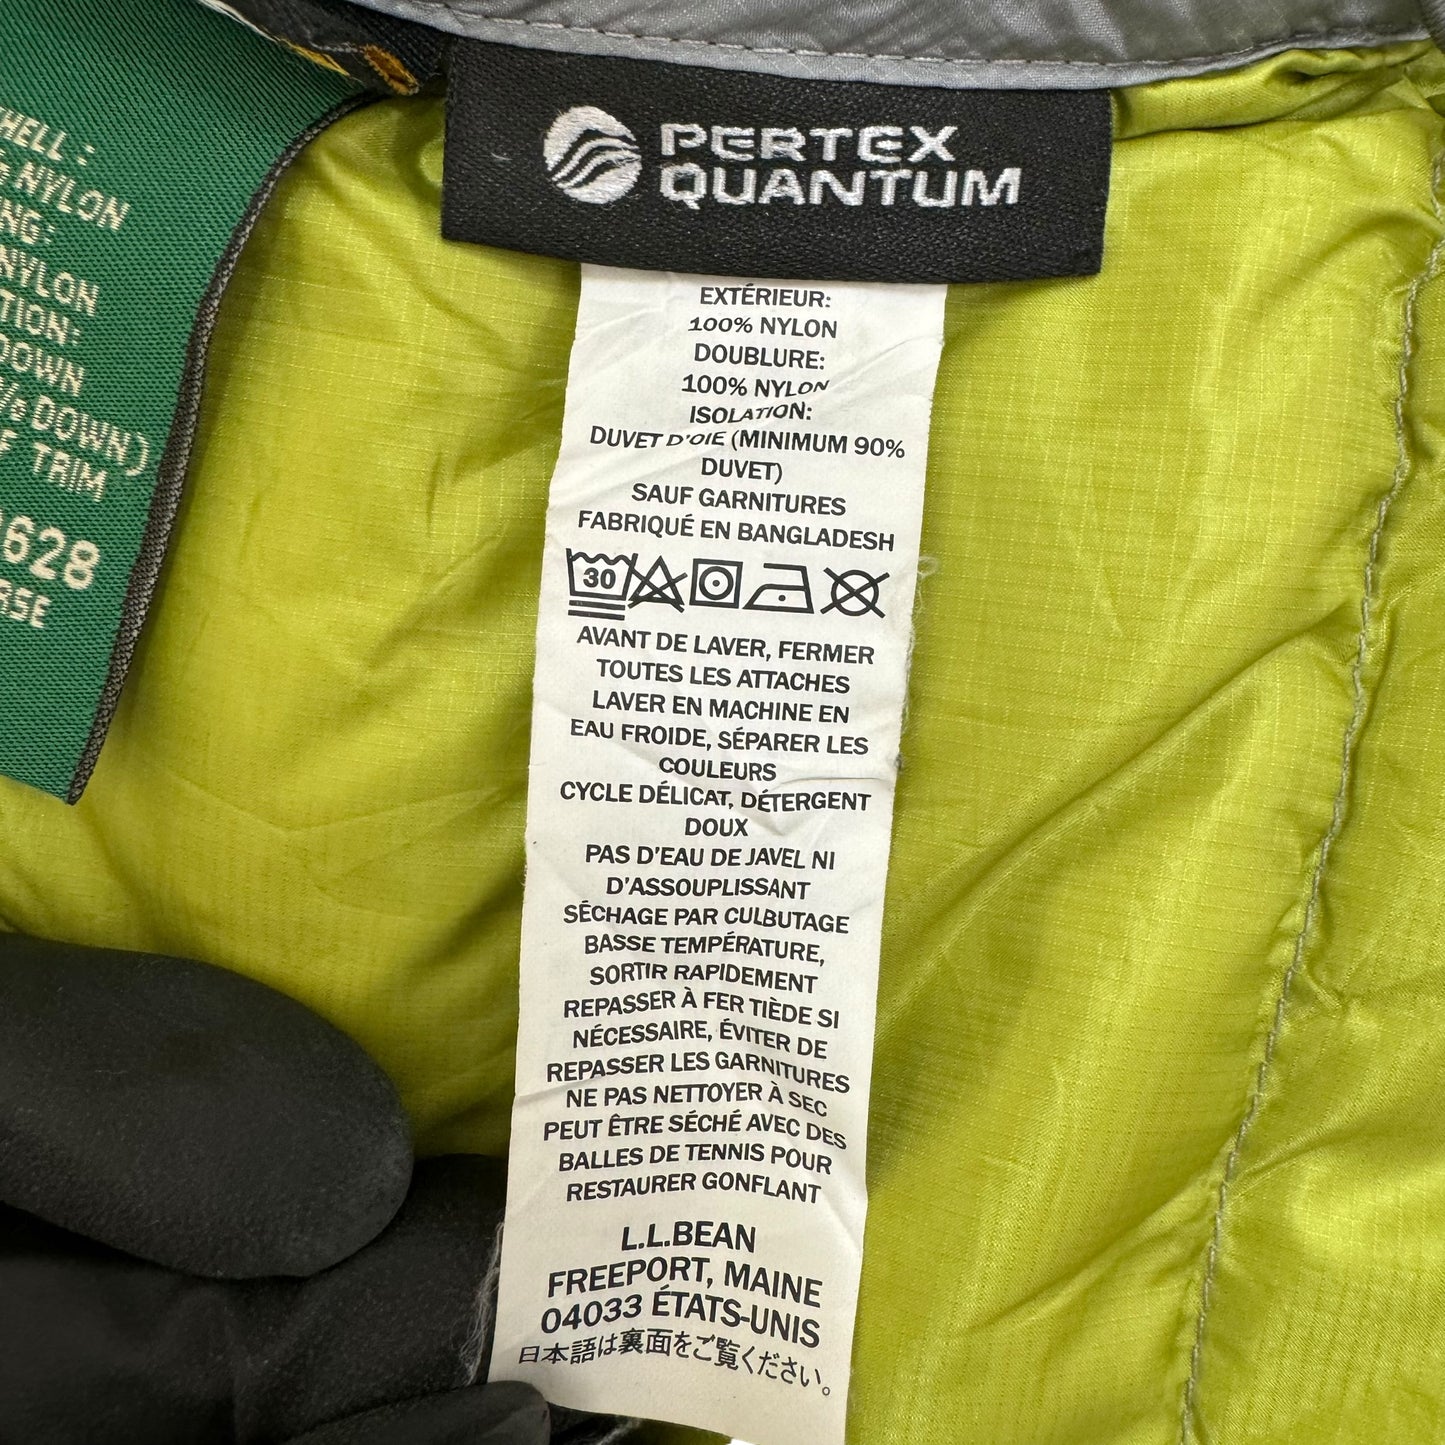 NYLON
NYLON
DOWN
DOWN)
TRIM
628
PERTEX
QUANTUM
EXTÉRIEUR:
100% NYLON
DOUBLURE:
100% NYLON
ISOLATION:
DUVET D'OIE (MINIMUM 90%
DUVET)
SAUF GARNITURES
FABRIQUÉ EN BANGLADESH
30
AVANT DE LAVER, FERMER
TOUTES LES ATTACHES
LAVER EN MACHINE EN
EAU FROIDE, SÉPARER LES
COULEURS
CYCLE DÉLICAT, DÉTERGENT
DOUX
PAS D'EAU DE JAVEL NI
D'ASSOUPLISSANT
SÉCHAGE PAR CULBUTAGE
BASSE TEMPÉRATURE,
SORTIR RAPIDEMENT
REPASSER À FER TIÈDE SI
NÉCESSAIRE, ÉVITER DE
REPASSER LES GARNITURES
NE PAS NETTOYER À SEC
PEUT ÊTRE SÉCHÉ AVEC DES
BALLES DE TENNIS POUR
RESTAURER GONFLANT
L.L.BEAN
FREEPORT, MAINE
04033 ÉTATS-UNIS
日本語は裏面をご覧ください。